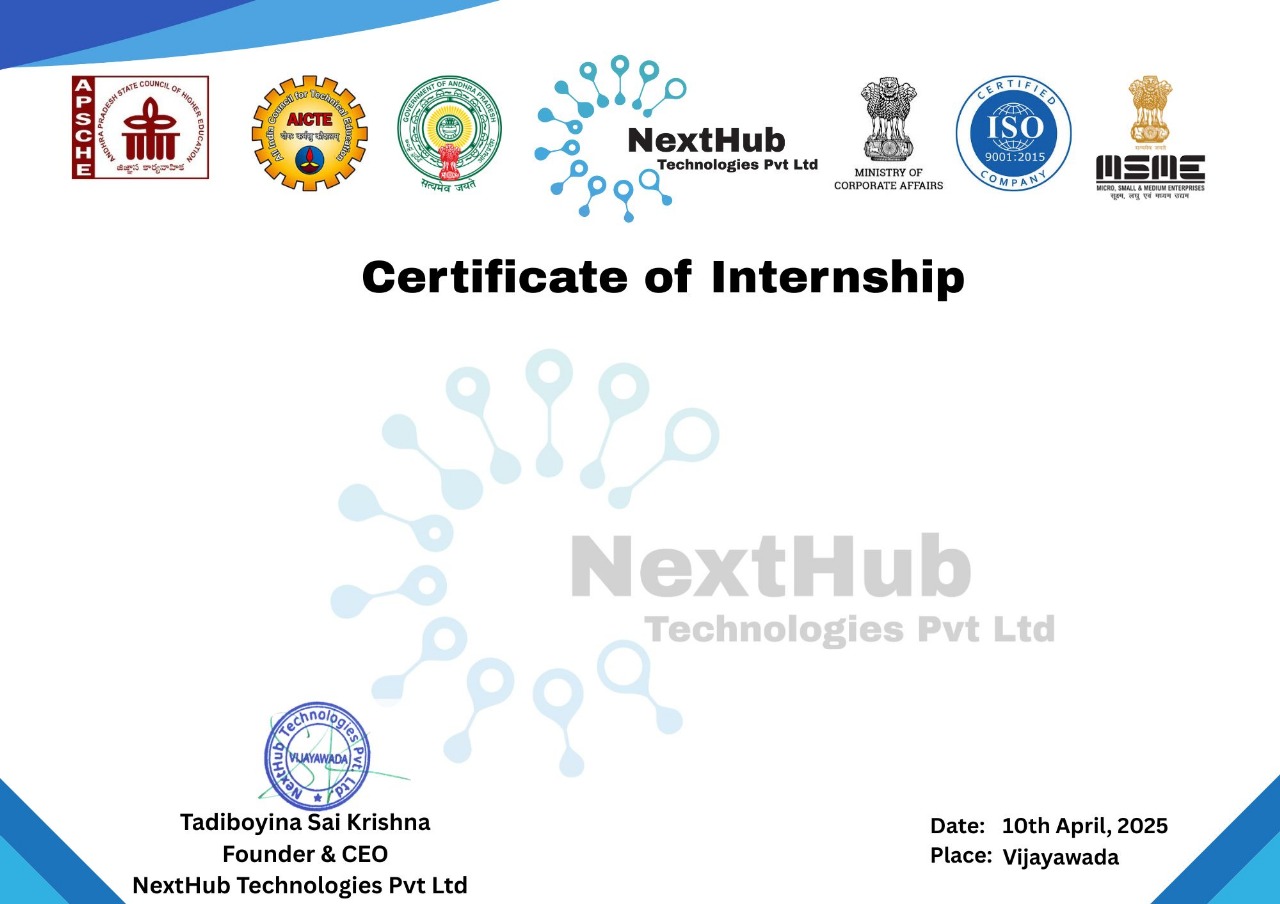 APSCHE
ANDHRA PRADESH STATE COUNCIL OF HIGHER EDUCATION
All India Council for Technical Education
AICTE
GOVERNMENT OF ANDHRA PRADESH
सत्यमेव जयते
NextHub
Technologies Pvt Ltd
MINISTRY OF
CORPORATE AFFAIRS
CERTIFIED
ISO
9001:2015
COMPANY
MSME
MICRO, SMALL & MEDIUM ENTERPRISES
सूक्ष्म, लघु एवं मध्यम उद्यम
Certificate of Internship
NextHub
Technologies Pvt Ltd
NextHub Technologies Pvt. Ltd.
VIJAYAWADA
Tadiboyina Sai Krishna
Founder & CEO
NextHub Technologies Pvt Ltd
Date: 10th April, 2025
Place: Vijayawada